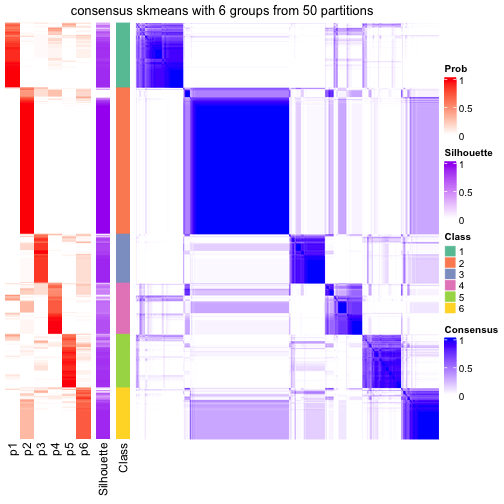 consensus skmeans with 6 groups from 50 partitions
Prob
1
0.5
0
Silhouette
1
0.5
0
Class
1
2
3
4
5
6
Consensus
1
0.5
0
p1
p2
p3
p4
p5
p6
Silhouette
Class